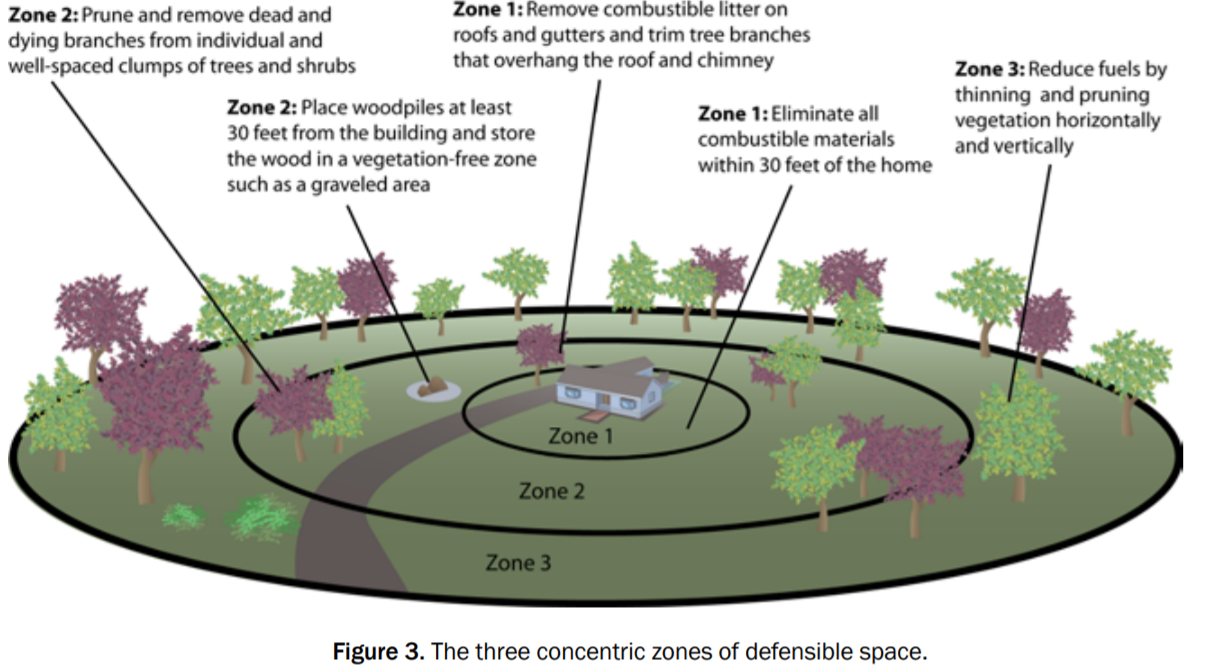 Zone 2: Prune and remove dead and
dying branches from individual and
well-spaced clumps of trees and shrubs
Zone 1: Remove combustible litter on
roofs and gutters and trim tree branches
that overhang the roof and chimney
Zone 2: Place woodpiles at least
30 feet from the building and store
the wood in a vegetation-free zone
such as a graveled area
Zone 1: Eliminate all
combustible materials
within 30 feet of the home
Zone 3: Reduce fuels by
thinning and pruning
vegetation horizontally
and vertically
Zone 1
Zone 2
Zone 3
Figure 3. The three concentric zones of defensible space.